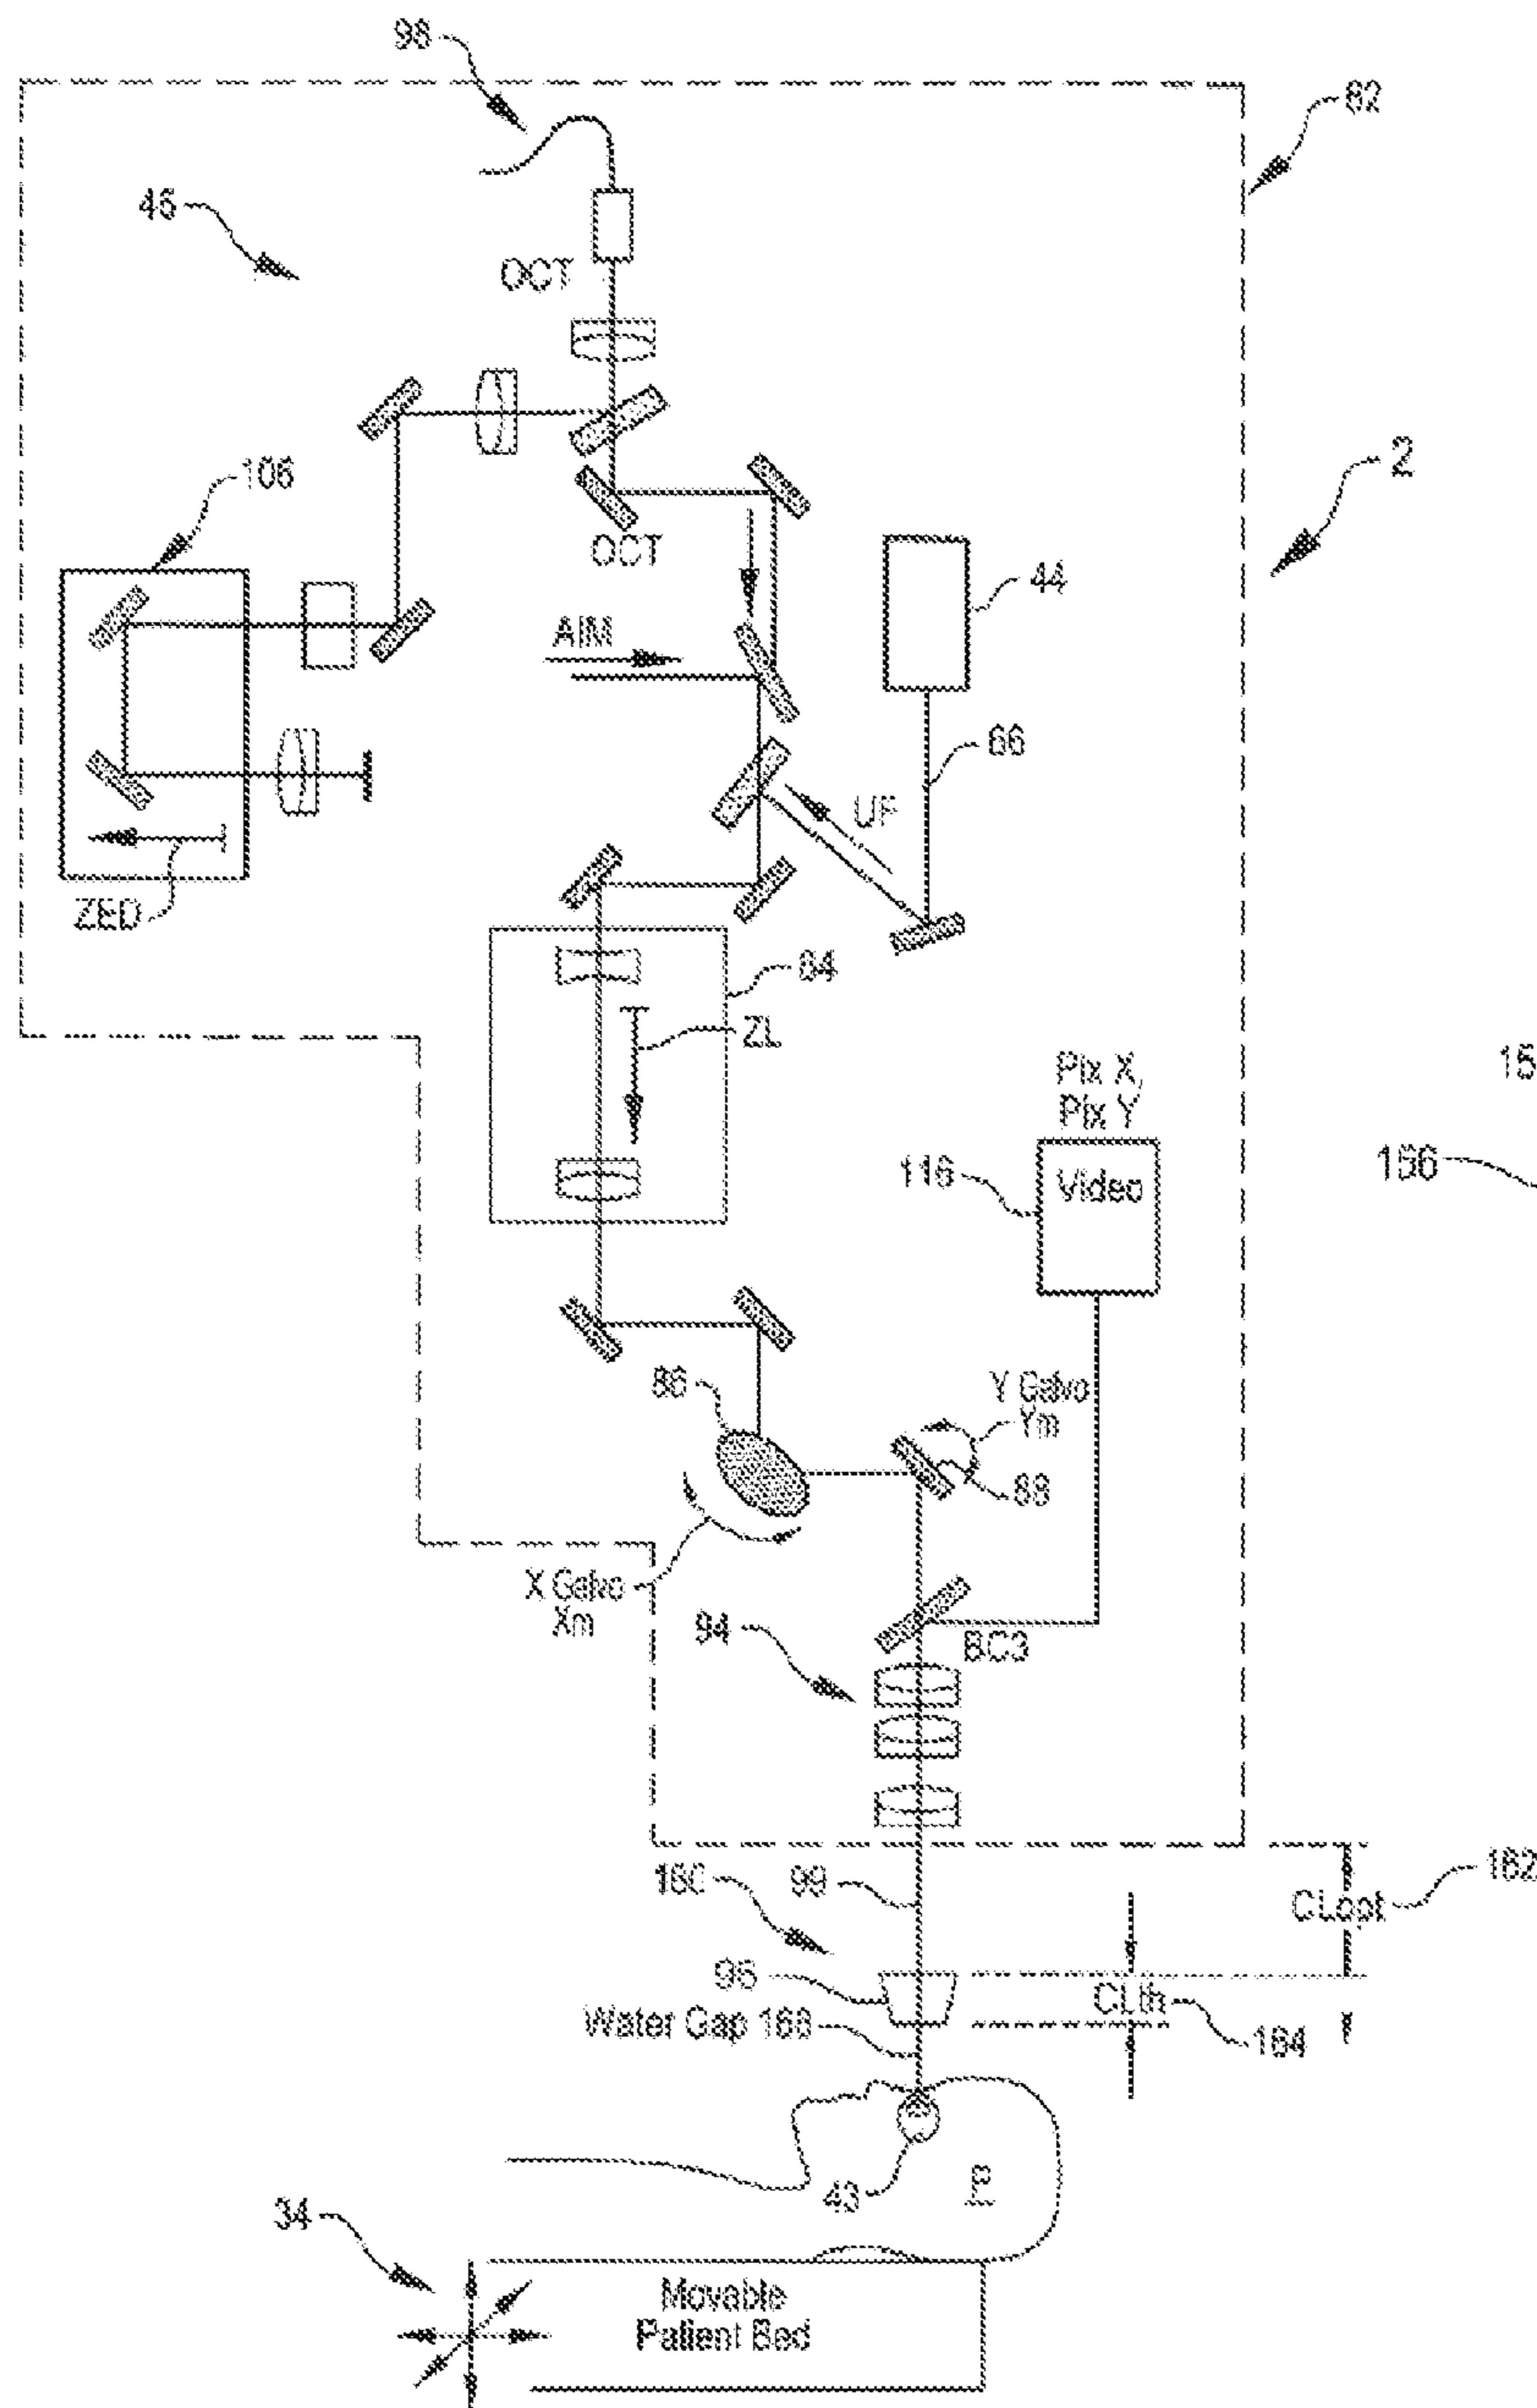 98
82
46
OCT
2
106
OCT
44
AIM
66
UF
ZED
84
ZL
Pix X,
Pix Y
15
116
Video
166
86
Y Galvo
Ym
88
X Galvo
Xm
94
BC3
160
99
162
CLopt
96
CLth
Water Gap 168
164
43
P
34
Movable
Patient Bed